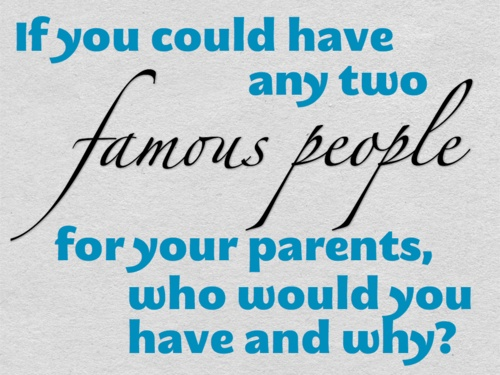 If you could have
any two
famous people
for your parents,
who would you
have and why?